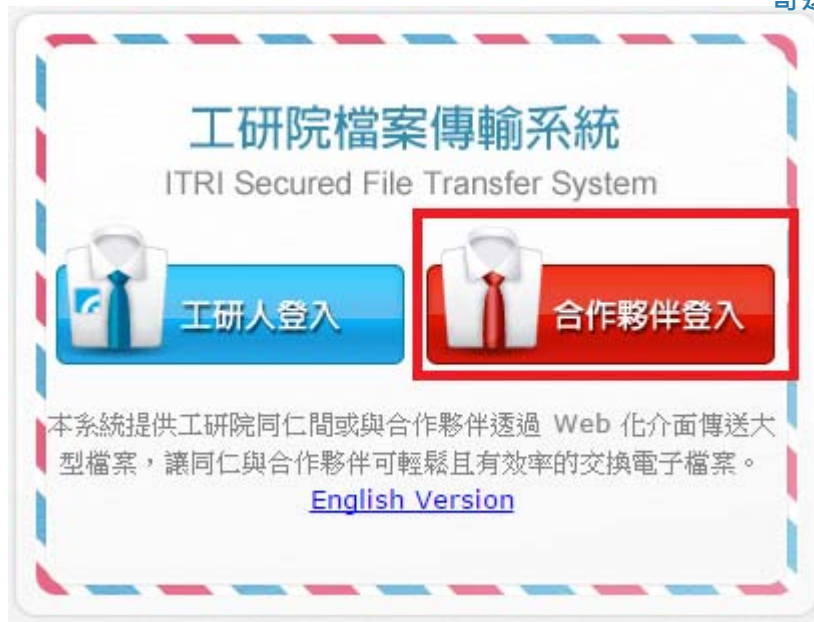 工研院檔案傳輸系統
ITRI Secured File Transfer System
工研人登入
合作夥伴登入
本系統提供工研院同仁間或與合作夥伴透過 Web 化介面傳送大
型檔案，讓同仁與合作夥伴可輕鬆且有效率的交換電子檔案。
English Version